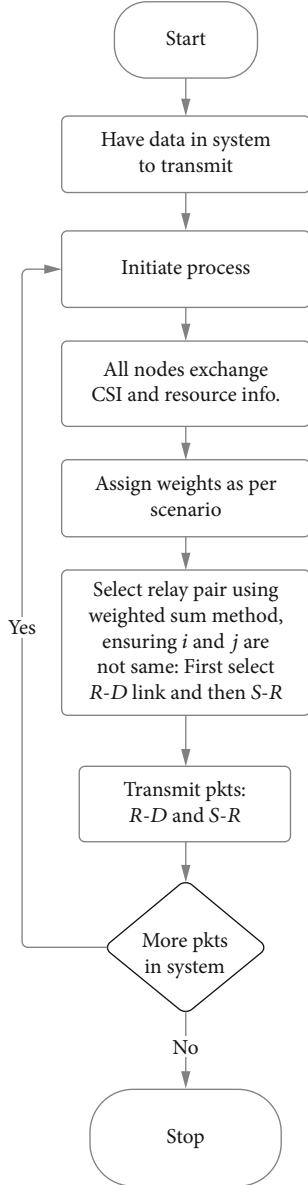 Start
Have data in system
to transmit
Initiate process
All nodes exchange
CSI and resource info.
Assign weights as per
scenario
Select relay pair using
weighted sum method,
ensuring i and j are
not same: First select
R-D link and then S-R
Yes
Transmit pkts:
R-D and S-R
More pkts
in system
No
Stop